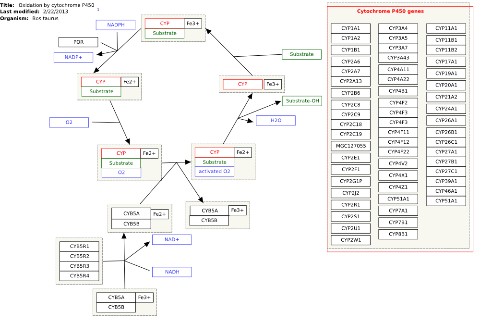 Title: Oxidation by cytochrome P450
Last modified: 2/22/2013
Organism: Bos taurus
NADPH
PDR
NADP+
CYP
Fe3+
Substrate
Substrate
CYP
Fe2+
Substrate
CYP
Fe3+
Substrate-OH
H2O
O2
CYP
Fe2+
Substrate
O2
CYP
Fe2+
Substrate
activated O2
CYB5A
Fe2+
CYB5B
CYB5A
Fe3+
CYB5B
CYB5R1
CYB5R2
CYB5R3
CYB5R4
NAD+
NADH
CYB5A
Fe3+
CYB5B
Cytochrome P450 genes
CYP1A1
CYP1A2
CYP1B1
CYP2A6
CYP2A7
CYP2A13
CYP2B6
CYP2C8
CYP2C9
CYP2C18
CYP2C19
MGC127055
CYP2E1
CYP2F1
CYP2G1P
CYP2J2
CYP2R1
CYP2S1
CYP2U1
CYP2W1
CYP3A4
CYP3A5
CYP3A7
CYP3A43
CYP4A11
CYP4A22
CYP4B1
CYP4F2
CYP4F3
CYP4F11
CYP4F12
CYP4F22
CYP4V2
CYP4X1
CYP4Z1
CYP51A1
CYP7A1
CYP7B1
CYP8B1
CYP11A1
CYP11B1
CYP11B2
CYP17A1
CYP19A1
CYP20A1
CYP21A2
CYP24A1
CYP26A1
CYP26B1
CYP26C1
CYP27A1
CYP27B1
CYP27C1
CYP39A1
CYP46A1
CYP51A1